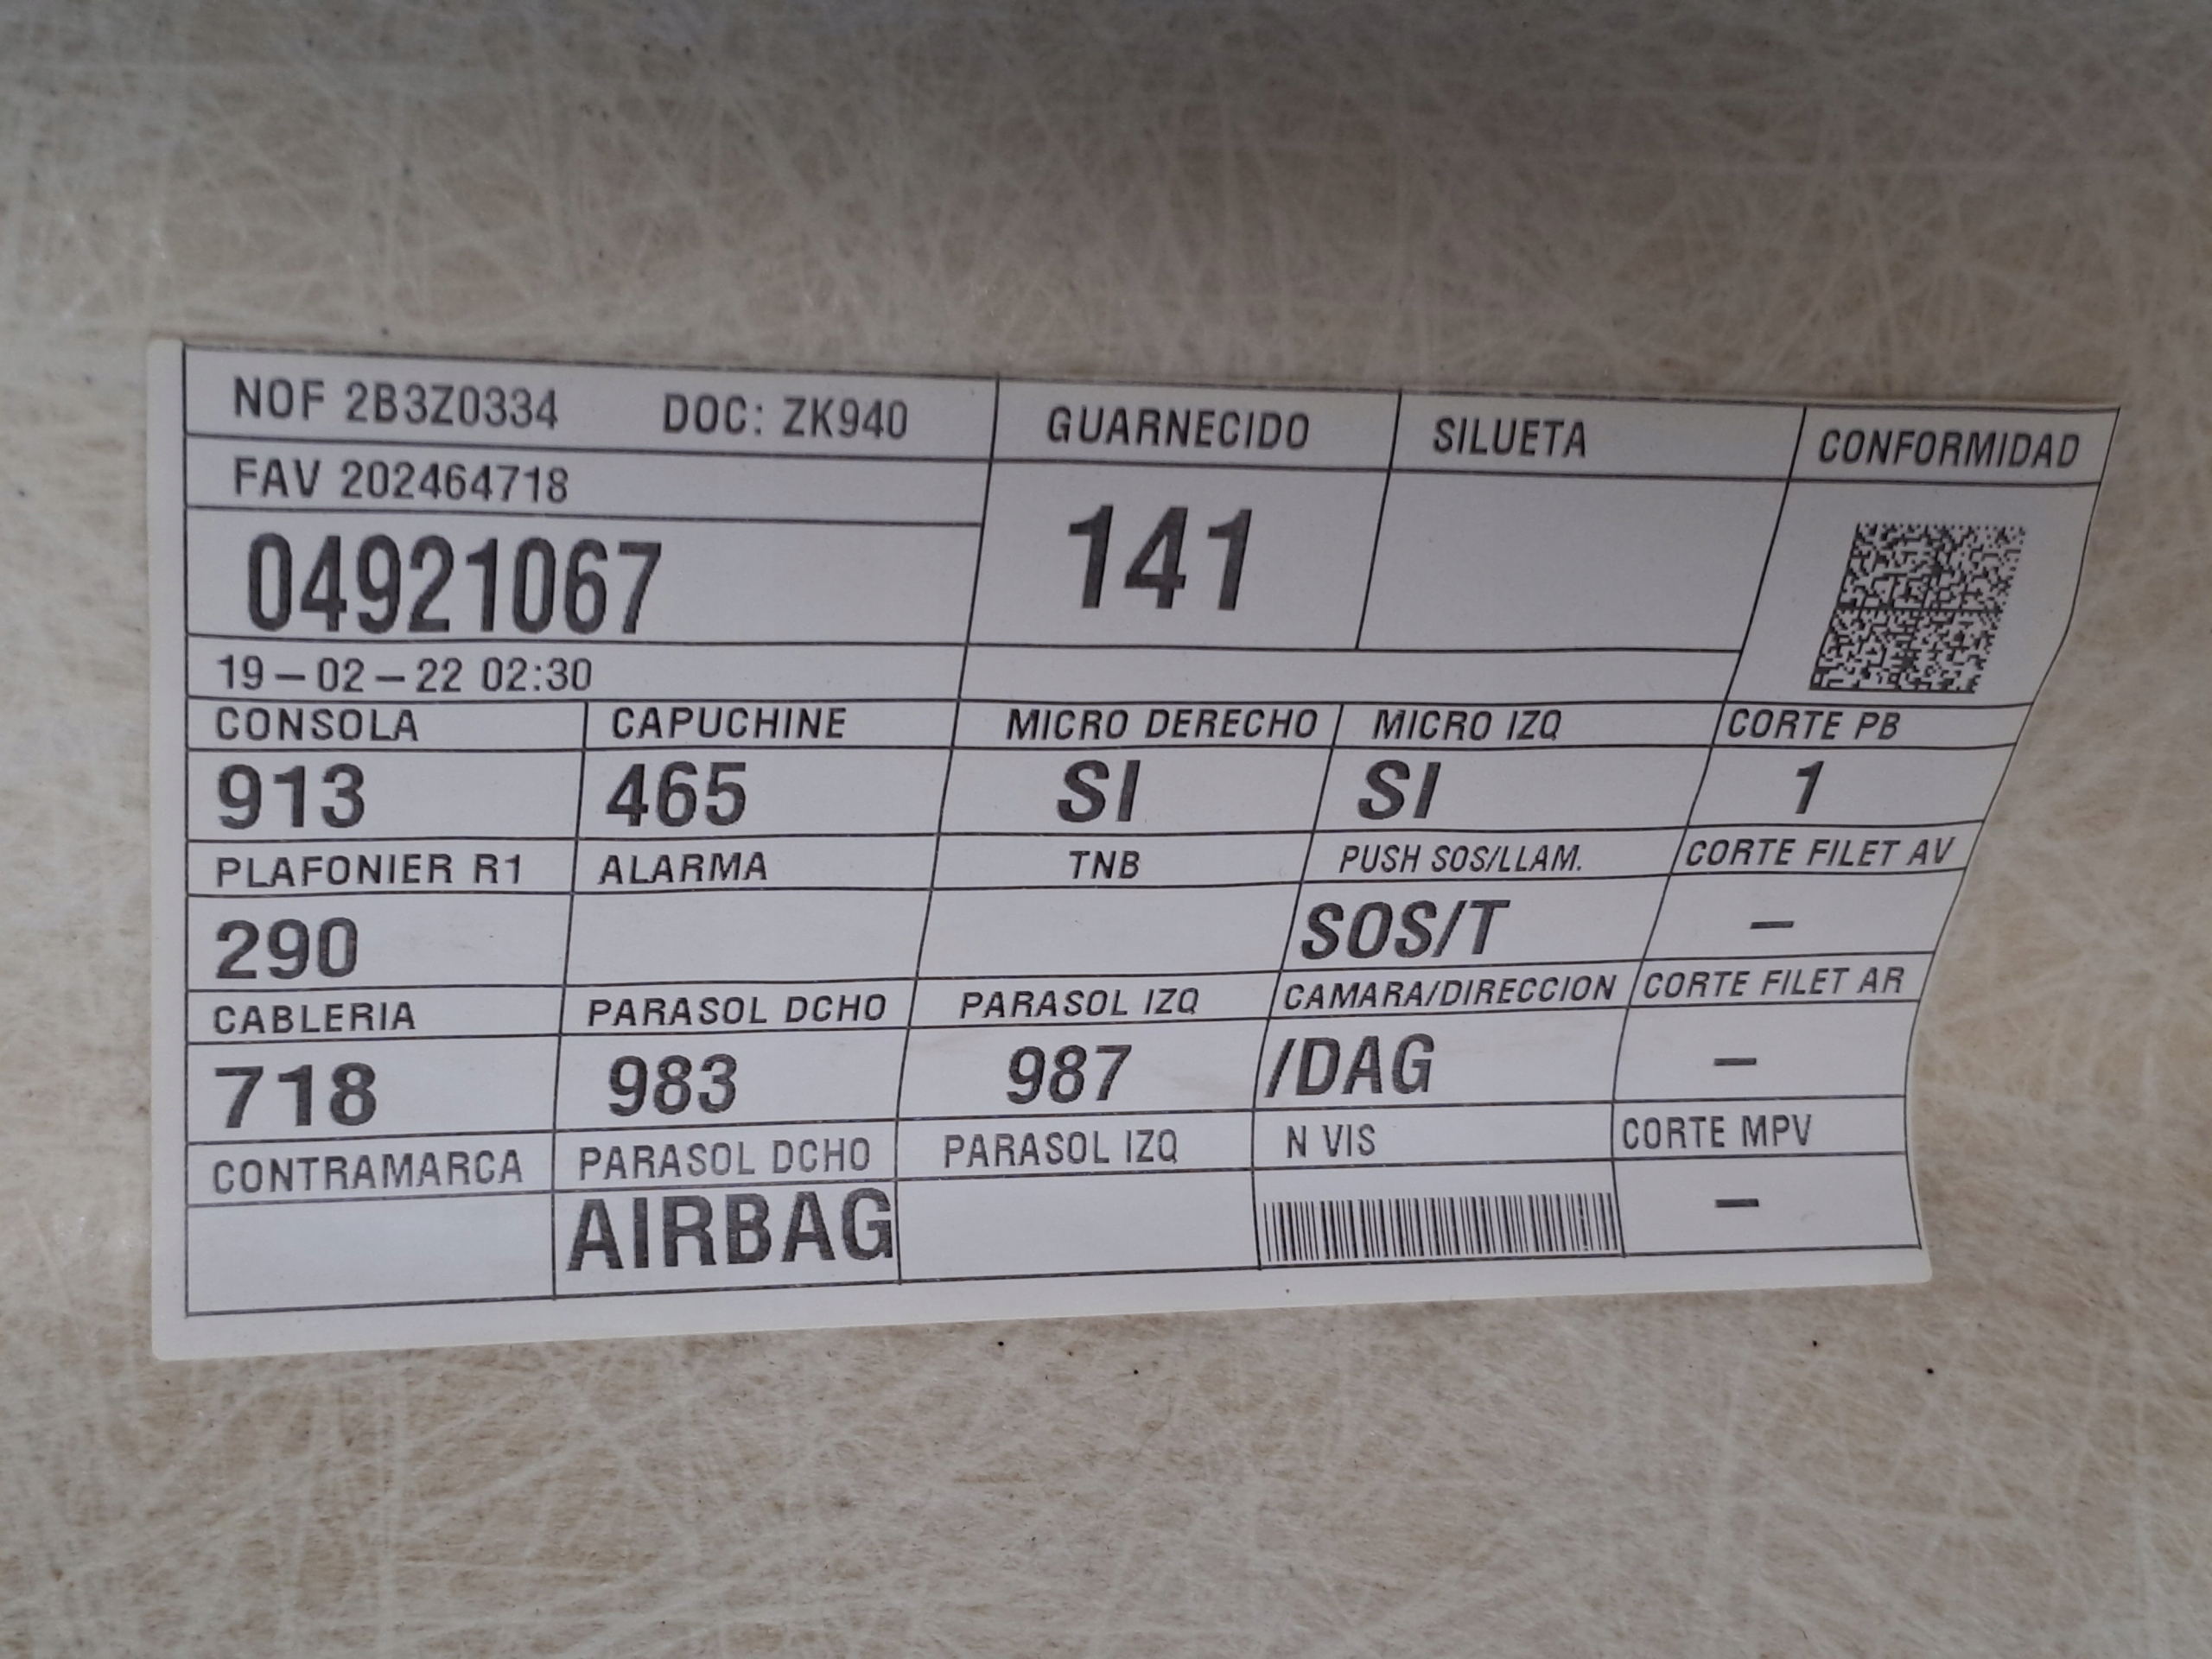 NOF 2B3Z0334 DOC: ZK940 GUARNECIDO SILUETA CONFORMIDAD
FAV 202464718
04921067 141
19-02-22 02:30
CONSOLA CAPUCHINE MICRO DERECHO MICRO IZQ CORTE PB
913 465 SI SI 1
PLAFONIER R1 ALARMA TNB PUSH SOS/LLAM. CORTE FILET AV
290 SOS/T -
CABLERIA PARASOL DCHO PARASOL IZQ CAMARA/DIRECCION CORTE FILET AR
718 983 987 /DAG -
CONTRAMARCA PARASOL DCHO PARASOL IZQ N VIS CORTE MPV
AIRBAG -